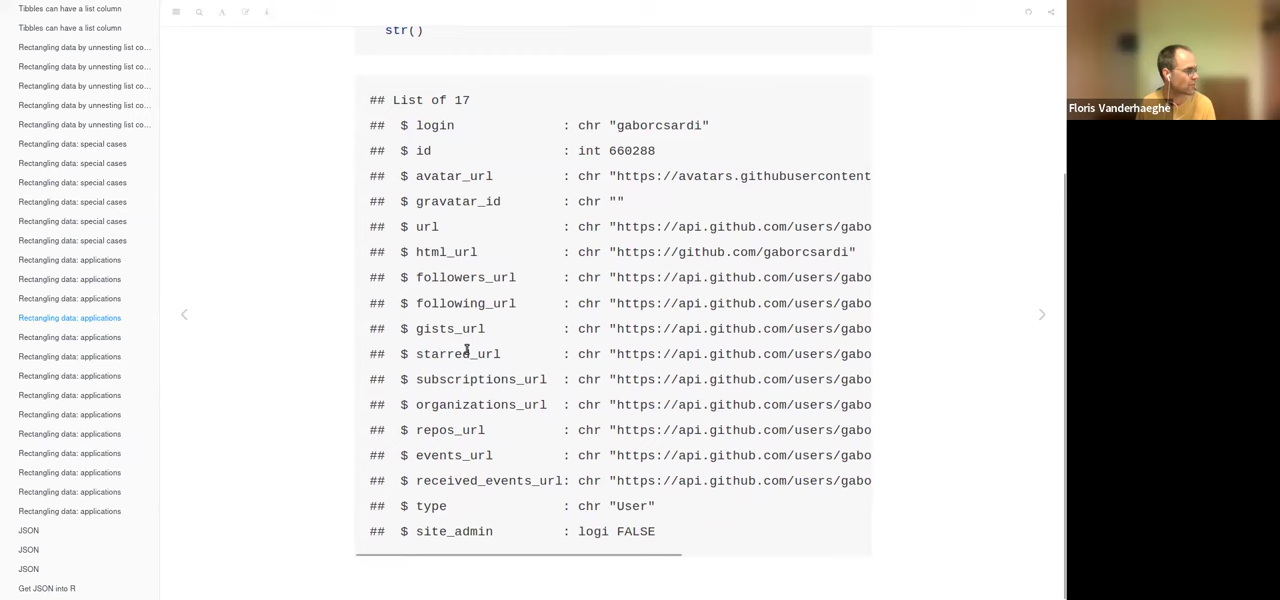 Tibbles can have a list column
Tibbles can have a list column
Rectangling data by unnesting list co...
Rectangling data by unnesting list co...
Rectangling data by unnesting list co...
Rectangling data by unnesting list co...
Rectangling data by unnesting list co...
Rectangling data: special cases
Rectangling data: special cases
Rectangling data: special cases
Rectangling data: special cases
Rectangling data: special cases
Rectangling data: special cases
Rectangling data: applications
Rectangling data: applications
Rectangling data: applications
Rectangling data: applications
Rectangling data: applications
Rectangling data: applications
Rectangling data: applications
Rectangling data: applications
Rectangling data: applications
Rectangling data: applications
Rectangling data: applications
Rectangling data: applications
Rectangling data: applications
Rectangling data: applications
JSON
JSON
JSON
Get JSON into R
A
str()
## List of 17
##  $ login              : chr "gaborcsardi"
##  $ id                 : int 660288
##  $ avatar_url         : chr "https://avatars.githubusercontent
##  $ gravatar_id        : chr ""
##  $ url                : chr "https://api.github.com/users/gabo
##  $ html_url           : chr "https://github.com/gaborcsardi"
##  $ followers_url      : chr "https://api.github.com/users/gabo
##  $ following_url      : chr "https://api.github.com/users/gabo
##  $ gists_url          : chr "https://api.github.com/users/gabo
##  $ starred_url        : chr "https://api.github.com/users/gabo
##  $ subscriptions_url  : chr "https://api.github.com/users/gabo
##  $ organizations_url  : chr "https://api.github.com/users/gabo
##  $ repos_url          : chr "https://api.github.com/users/gabo
##  $ events_url         : chr "https://api.github.com/users/gabo
##  $ received_events_url: chr "https://api.github.com/users/gabo
##  $ type               : chr "User"
##  $ site_admin         : logi FALSE
Floris Vanderhaeghe